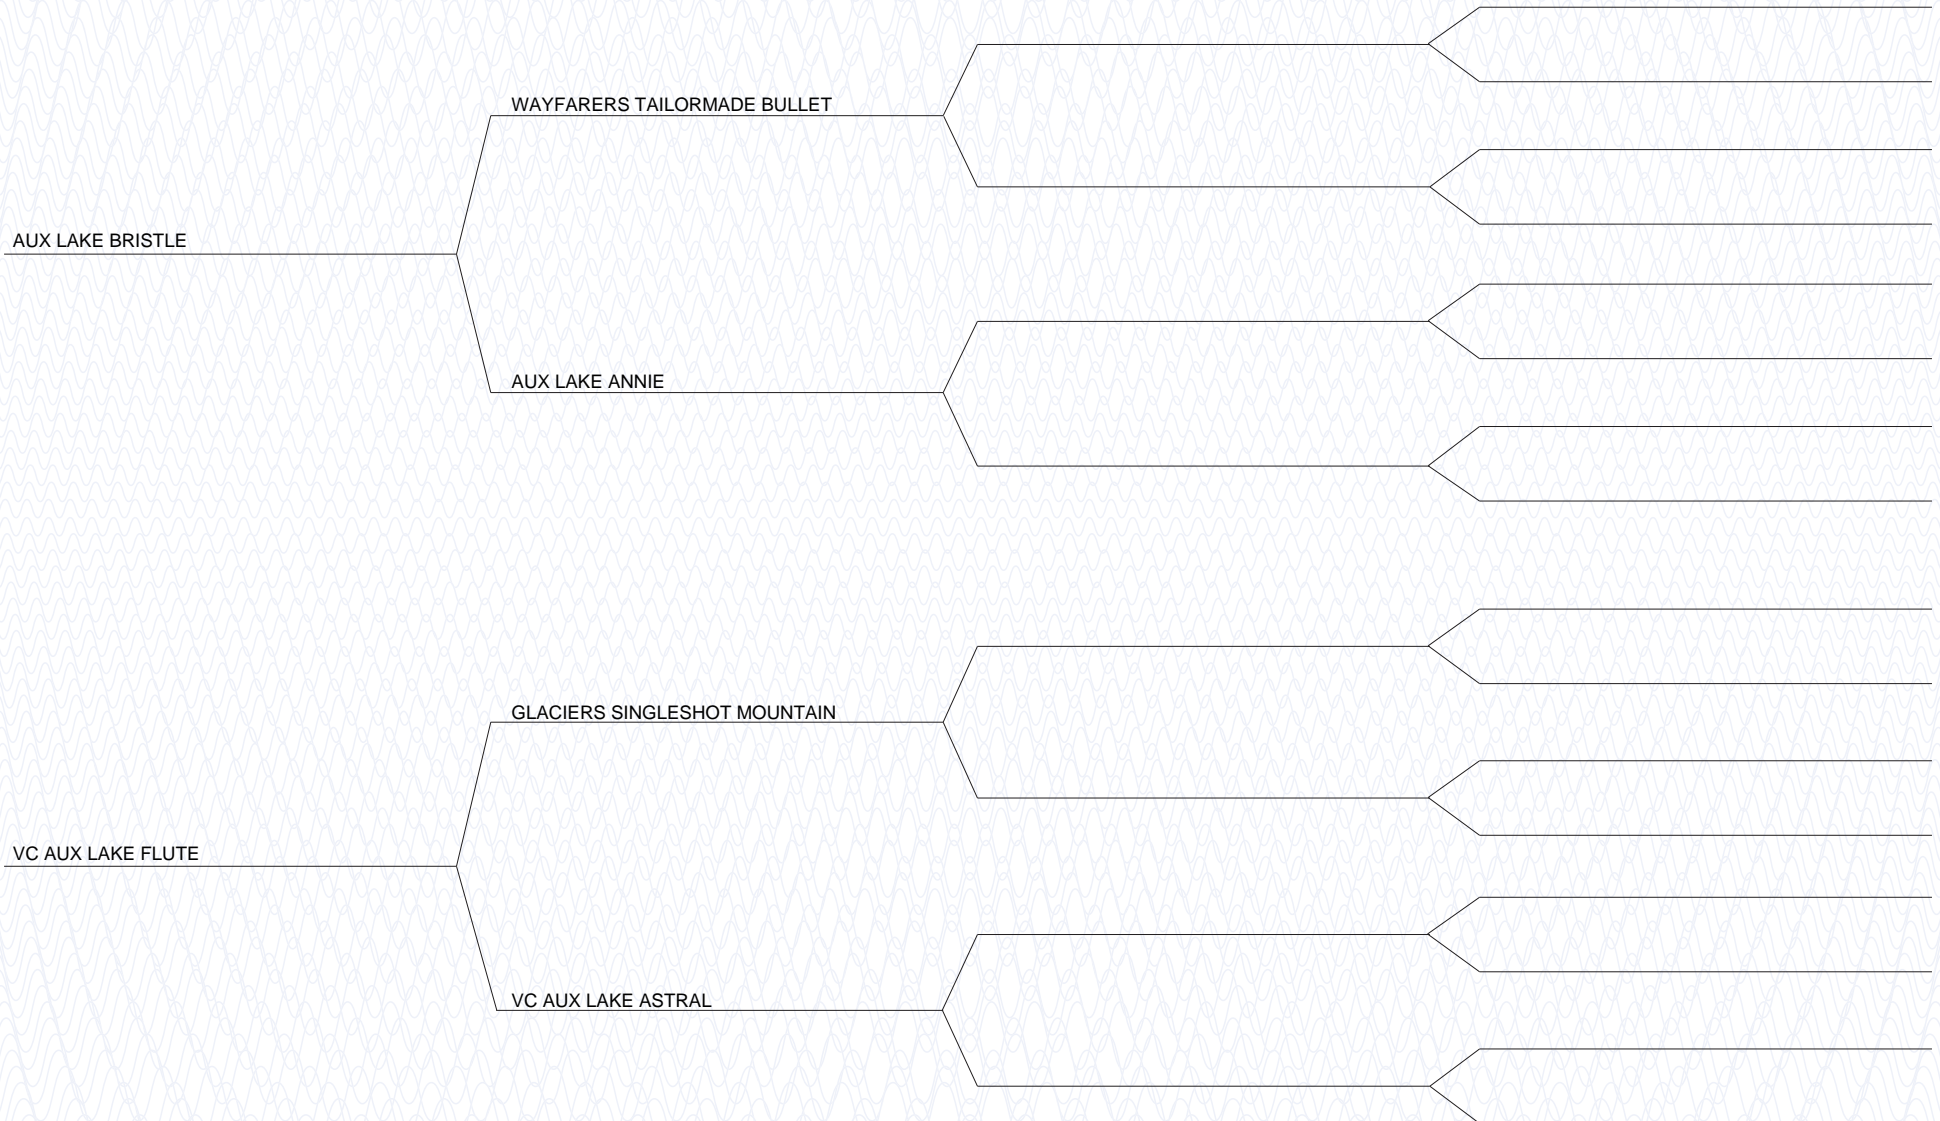 WAYFARERS TAILORMADE BULLET
AUX LAKE BRISTLE
AUX LAKE ANNIE
GLACIERS SINGLESHOT MOUNTAIN
VC AUX LAKE FLUTE
VC AUX LAKE ASTRAL